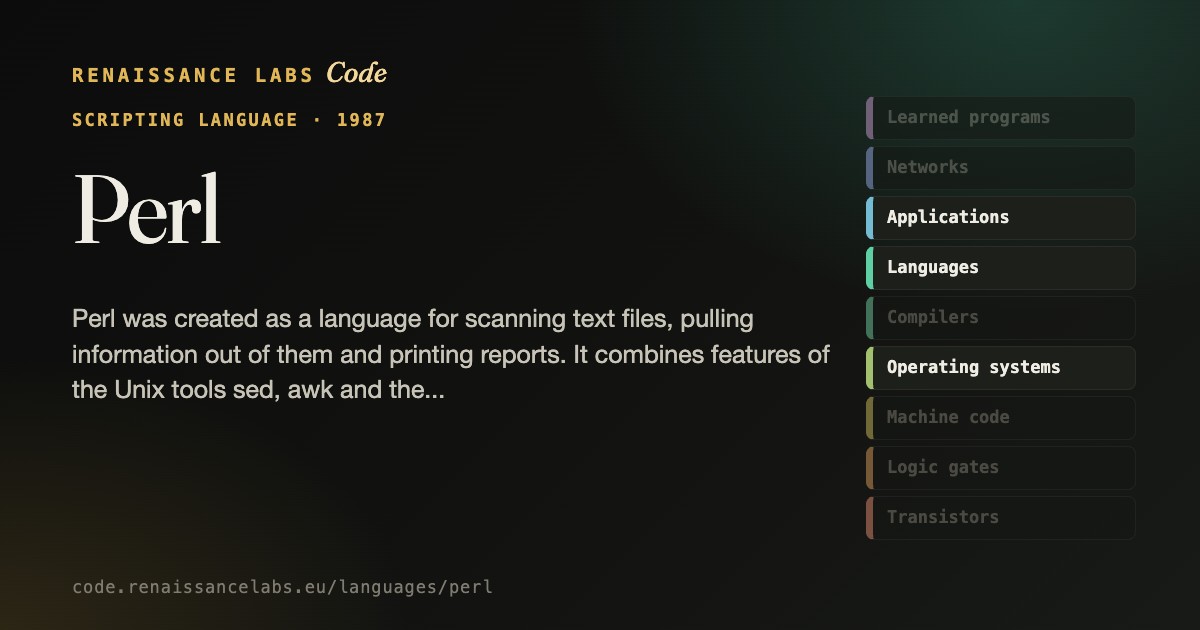 RENAISSANCE LABS Code
SCRIPTING LANGUAGE · 1987
Perl
Perl was created as a language for scanning text files, pulling
information out of them and printing reports. It combines features of
the Unix tools sed, awk and the...
code.renaissancelabs.eu/languages/perl
Learned programs
Networks
Applications
Languages
Compilers
Operating systems
Machine code
Logic gates
Transistors